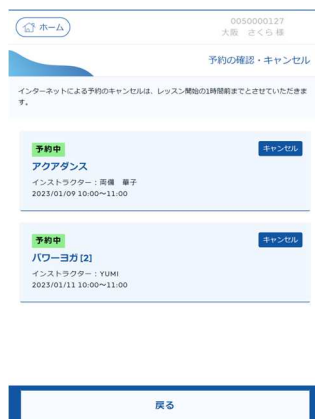 ホーム
0050000127
大阪 さくら 様
予約の確認・キャンセル
インターネットによる予約のキャンセルは、レッスン開始の1時間前までとさせていただきま
す。
予約中
キャンセル
アクアダンス
インストラクター：両備 華子
2023/01/09 10:00〜11:00
予約中
キャンセル
パワーヨガ [2]
インストラクター：YUMI
2023/01/11 10:00〜11:00
戻る